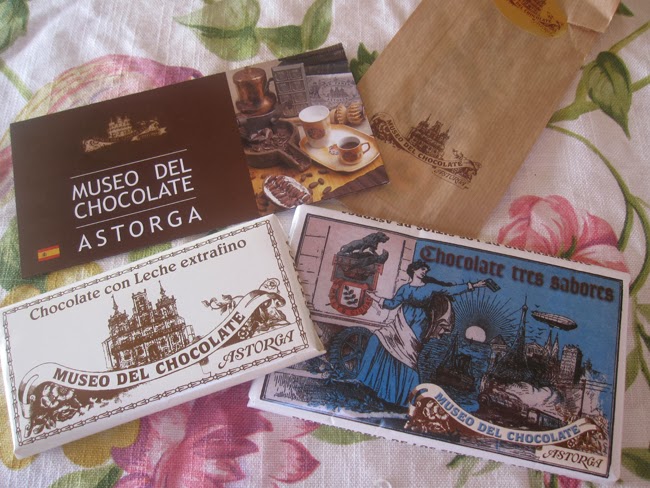 MUSEO DEL
CHOCOLATE
ASTORGA
MUSEO DEL CHOCOLATE
ASTORGA
Chocolate con Leche extrafino
MUSEO DEL CHOCOLATE
ASTORGA
Chocolate tres sabores
MUSEO DEL CHOCOLATE
ASTORGA